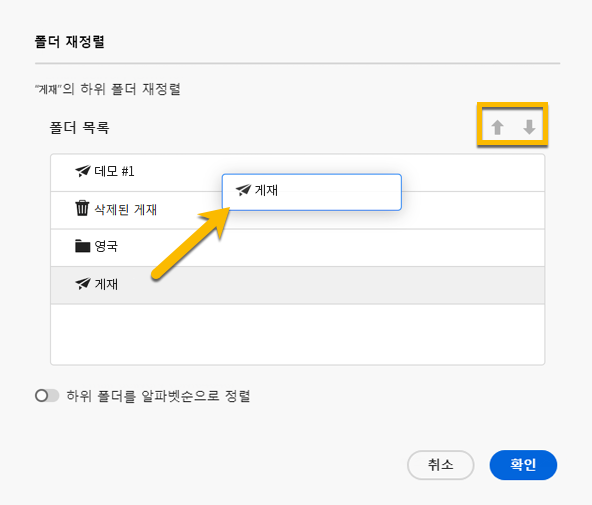 폴더 재정렬
"게재"의 하위 폴더 재정렬
폴더 목록
데모 #1
게재
삭제된 게재
영국
게재
하위 폴더를 알파벳순으로 정렬
취소
확인